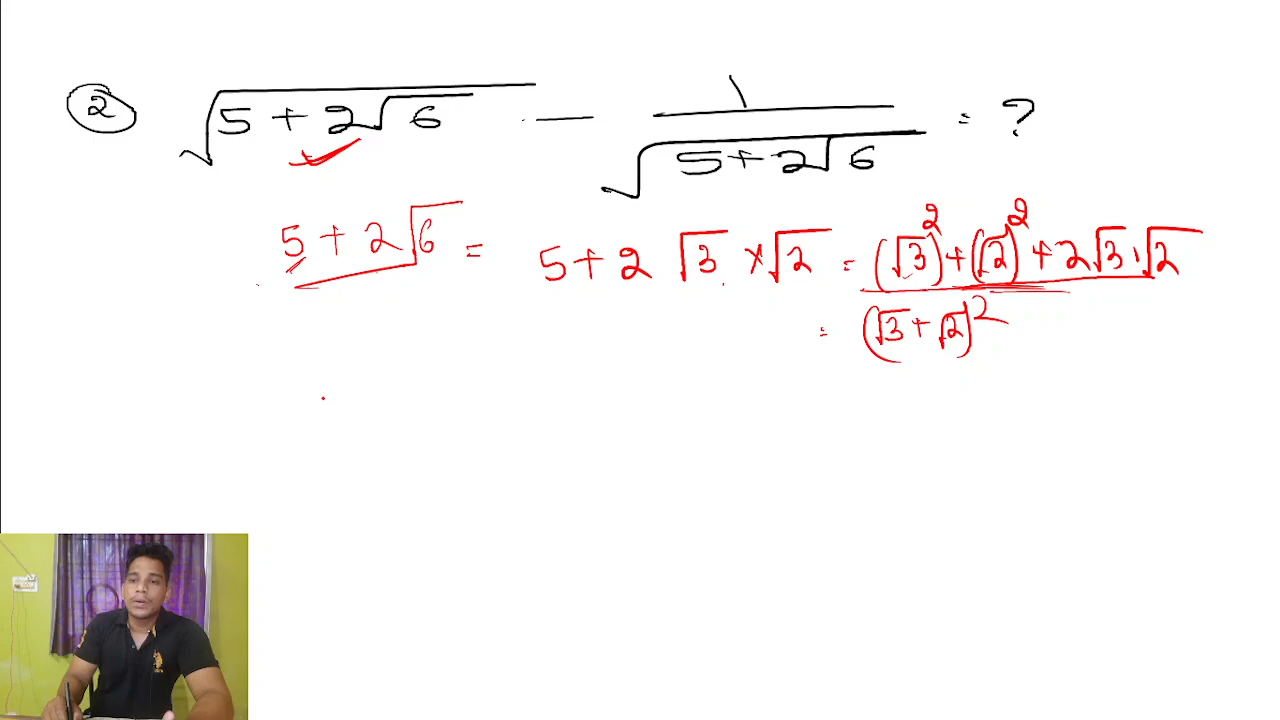 ② √(5 + 2√6) — 1/√(5+2√6) = ?
5 + 2√6 = 5 + 2 √3 × √2 = (√3)² + (√2)² + 2√3 · √2
= (√3 + √2)²